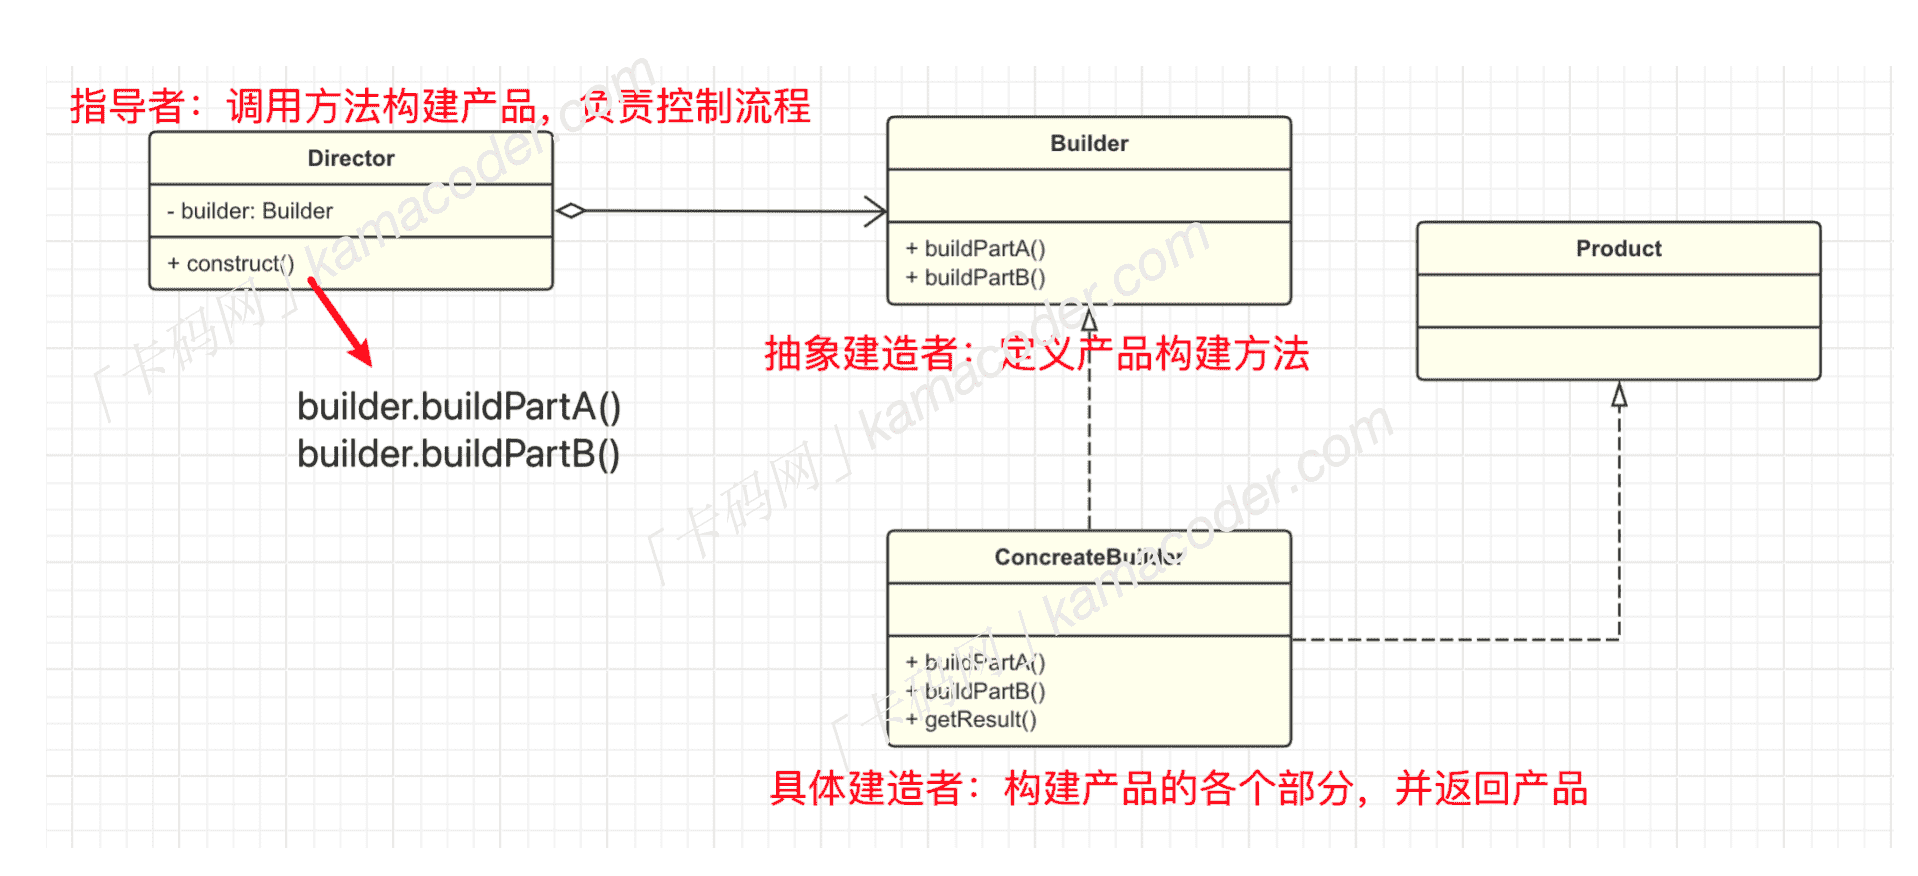 指导者：调用方法构建产品，负责控制流程
Director
- builder: Builder
+ construct()
builder.buildPartA()
builder.buildPartB()
Builder
+ buildPartA()
+ buildPartB()
抽象建造者：定义产品构建方法
Product
ConcreateBuilder
+ buildPartA()
+ buildPartB()
+ getResult()
具体建造者：构建产品的各个部分，并返回产品
「卡码网」kamacoder.com
「卡码网」kamacoder.com
「卡码网」kamacoder.com